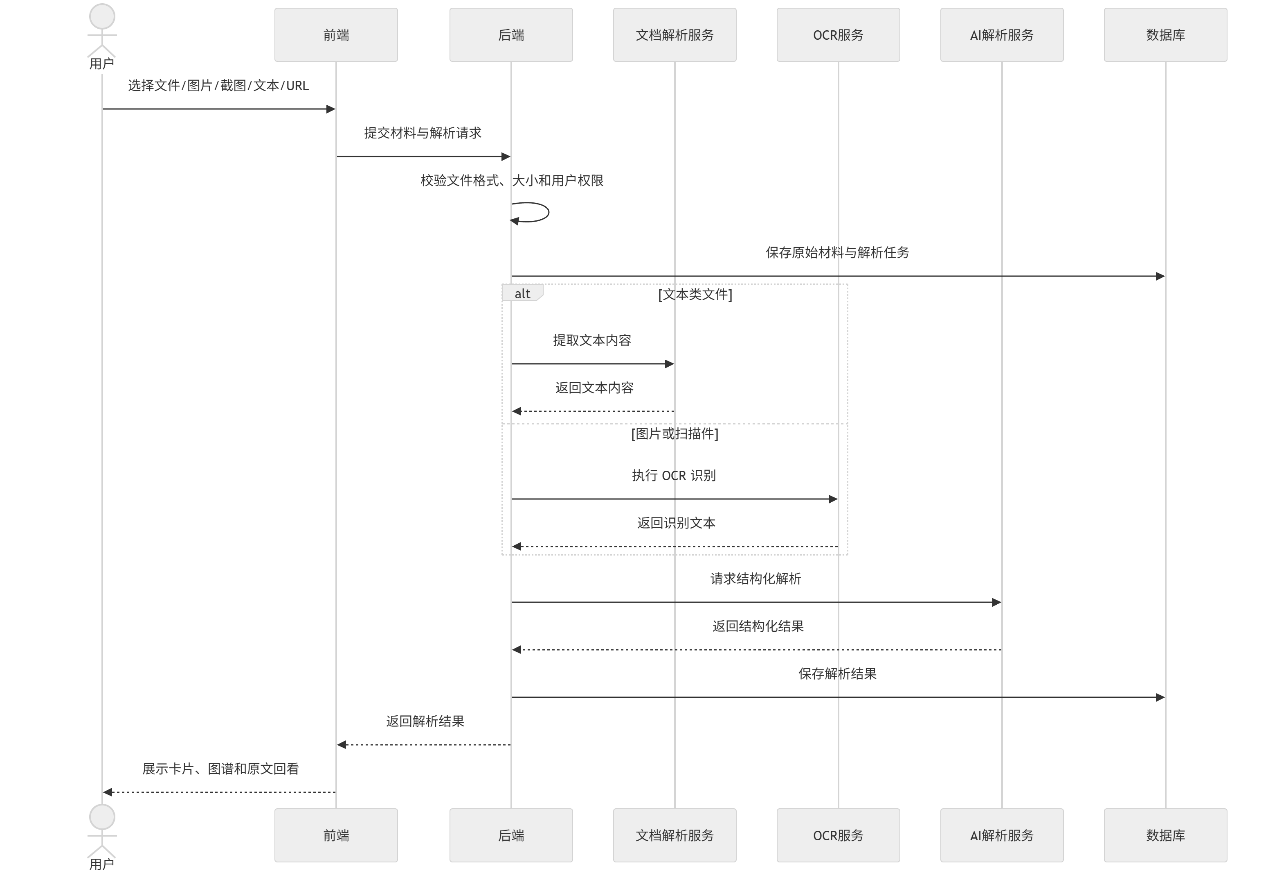 用户
前端
后端
文档解析服务
OCR服务
AI解析服务
数据库
选择文件/图片/截图/文本/URL
提交材料与解析请求
校验文件格式、大小和用户权限
保存原始材料与解析任务
alt
[文本类文件]
提取文本内容
返回文本内容
[图片或扫描件]
执行 OCR 识别
返回识别文本
请求结构化解析
返回结构化结果
保存解析结果
返回解析结果
展示卡片、图谱和原文回看
用户
前端
后端
文档解析服务
OCR服务
AI解析服务
数据库